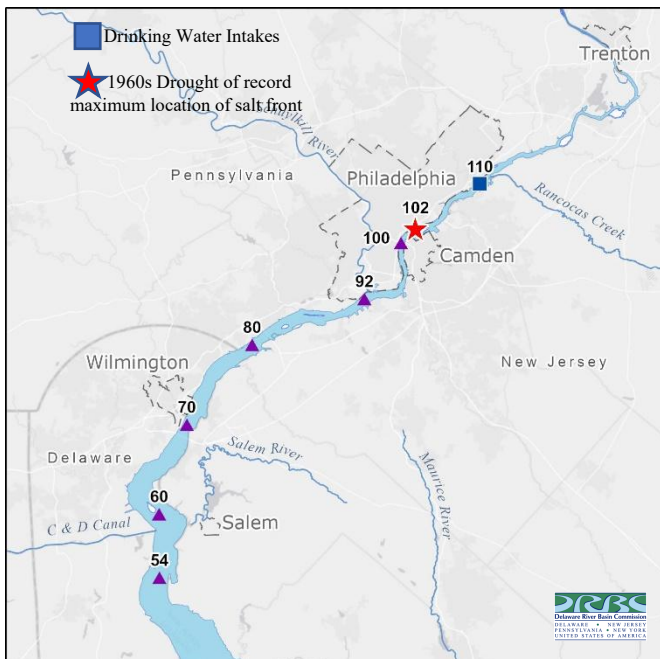 Drinking Water Intakes
1960s Drought of record
maximum location of salt front
Trenton
Schuylkill River
Pennsylvania
Philadelphia
110
Rancocas Creek
102
100
Camden
92
80
New Jersey
Wilmington
70
Salem River
Maurice River
Delaware
60
Salem
C & D Canal
54
DRBC
Delaware River Basin Commission
DELAWARE • NEW JERSEY
PENNSYLVANIA • NEW YORK
UNITED STATES OF AMERICA